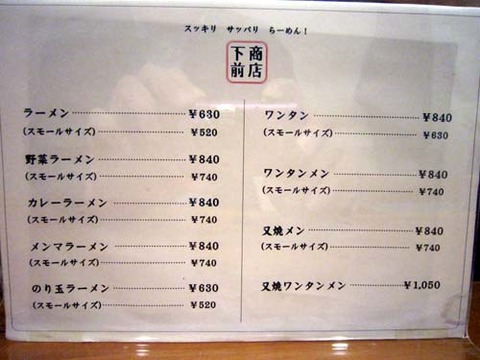 スッキリ サッパリ らーめん!
下前
商店
ラーメン ¥630
(スモールサイズ) ¥520
野菜ラーメン ¥840
(スモールサイズ) ¥740
カレーラーメン ¥840
(スモールサイズ) ¥740
メンマラーメン ¥840
(スモールサイズ) ¥740
のり玉ラーメン ¥630
(スモールサイズ) ¥520
ワンタン ¥840
(スモールサイズ) ¥630
ワンタンメン ¥840
(スモールサイズ) ¥740
叉焼メン ¥840
(スモールサイズ) ¥740
叉焼ワンタンメン ¥1,050